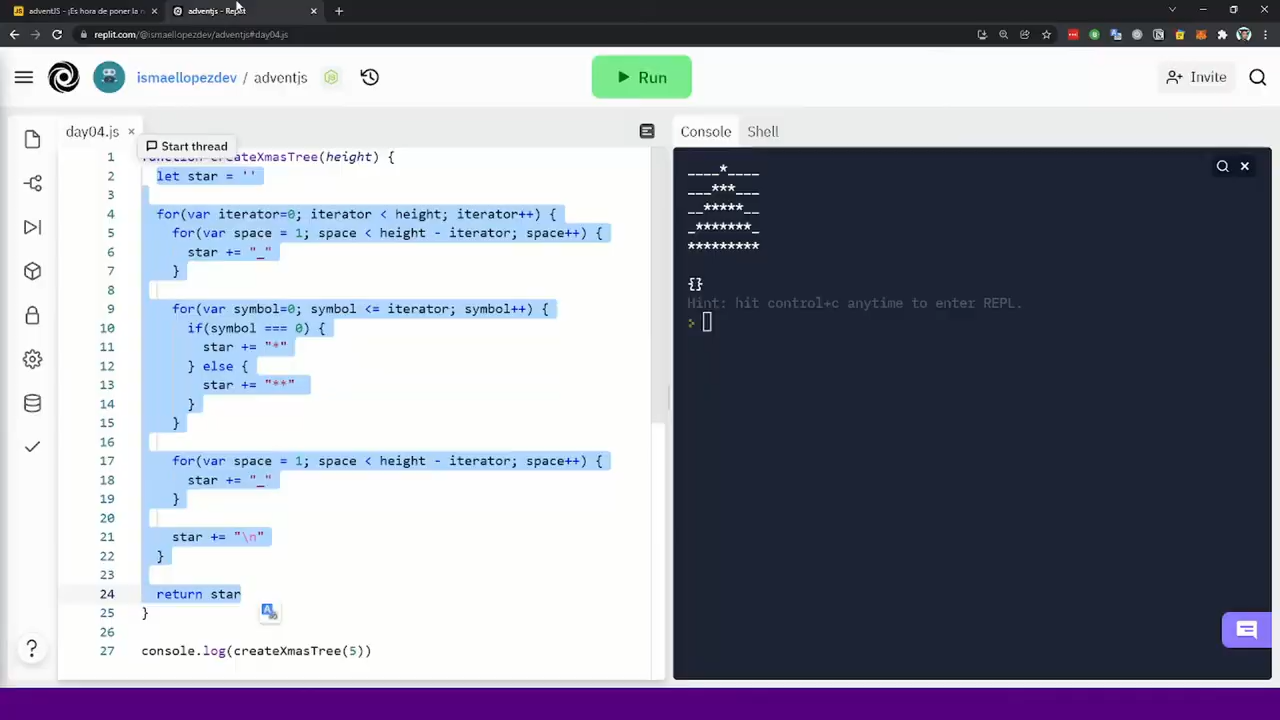 adventJS - ¡Es hora de poner la n
adventjs - Replit
replit.com/@ismaellopezdev/adventjs#day04.js
ismaellopezdev / adventjs
Run
Invite
day04.js
Start thread
Console Shell
1 function createXmasTree(height) {
2 let star = ''
3
4 for(var iterator=0; iterator < height; iterator++) {
5 for(var space = 1; space < height - iterator; space++) {
6 star += "_"
7 }
8
9 for(var symbol=0; symbol <= iterator; symbol++) {
10 if(symbol === 0) {
11 star += "*"
12 } else {
13 star += "**"
14 }
15 }
16
17 for(var space = 1; space < height - iterator; space++) {
18 star += "_"
19 }
20
21 star += "\n"
22 }
23
24 return star
25 }
26
27 console.log(createXmasTree(5))
____*____
___***___
__*****__
_*******_
*********
{}
Hint: hit control+c anytime to enter REPL.
>
?